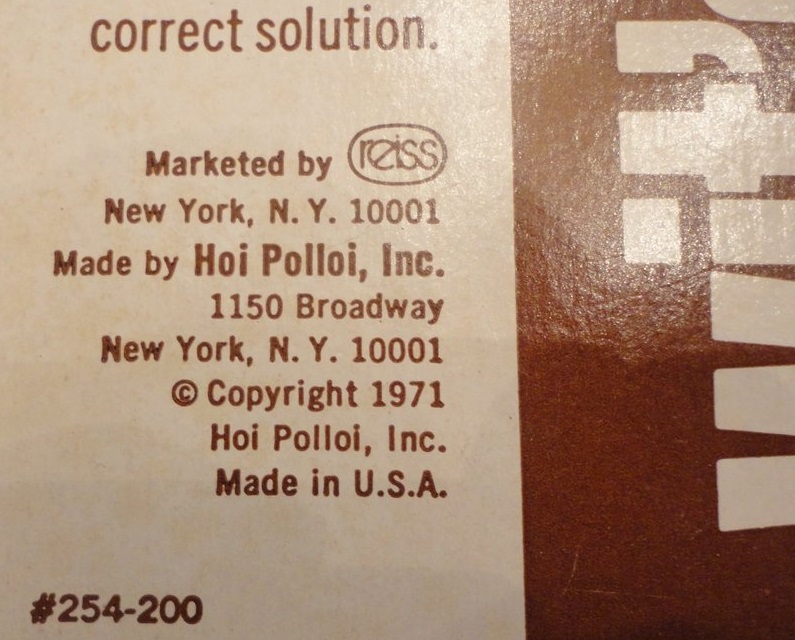 correct solution.
Marketed by reiss
New York, N.Y. 10001
Made by Hoi Polloi, Inc.
1150 Broadway
New York, N.Y. 10001
© Copyright 1971
Hoi Polloi, Inc.
Made in U.S.A.
#254-200